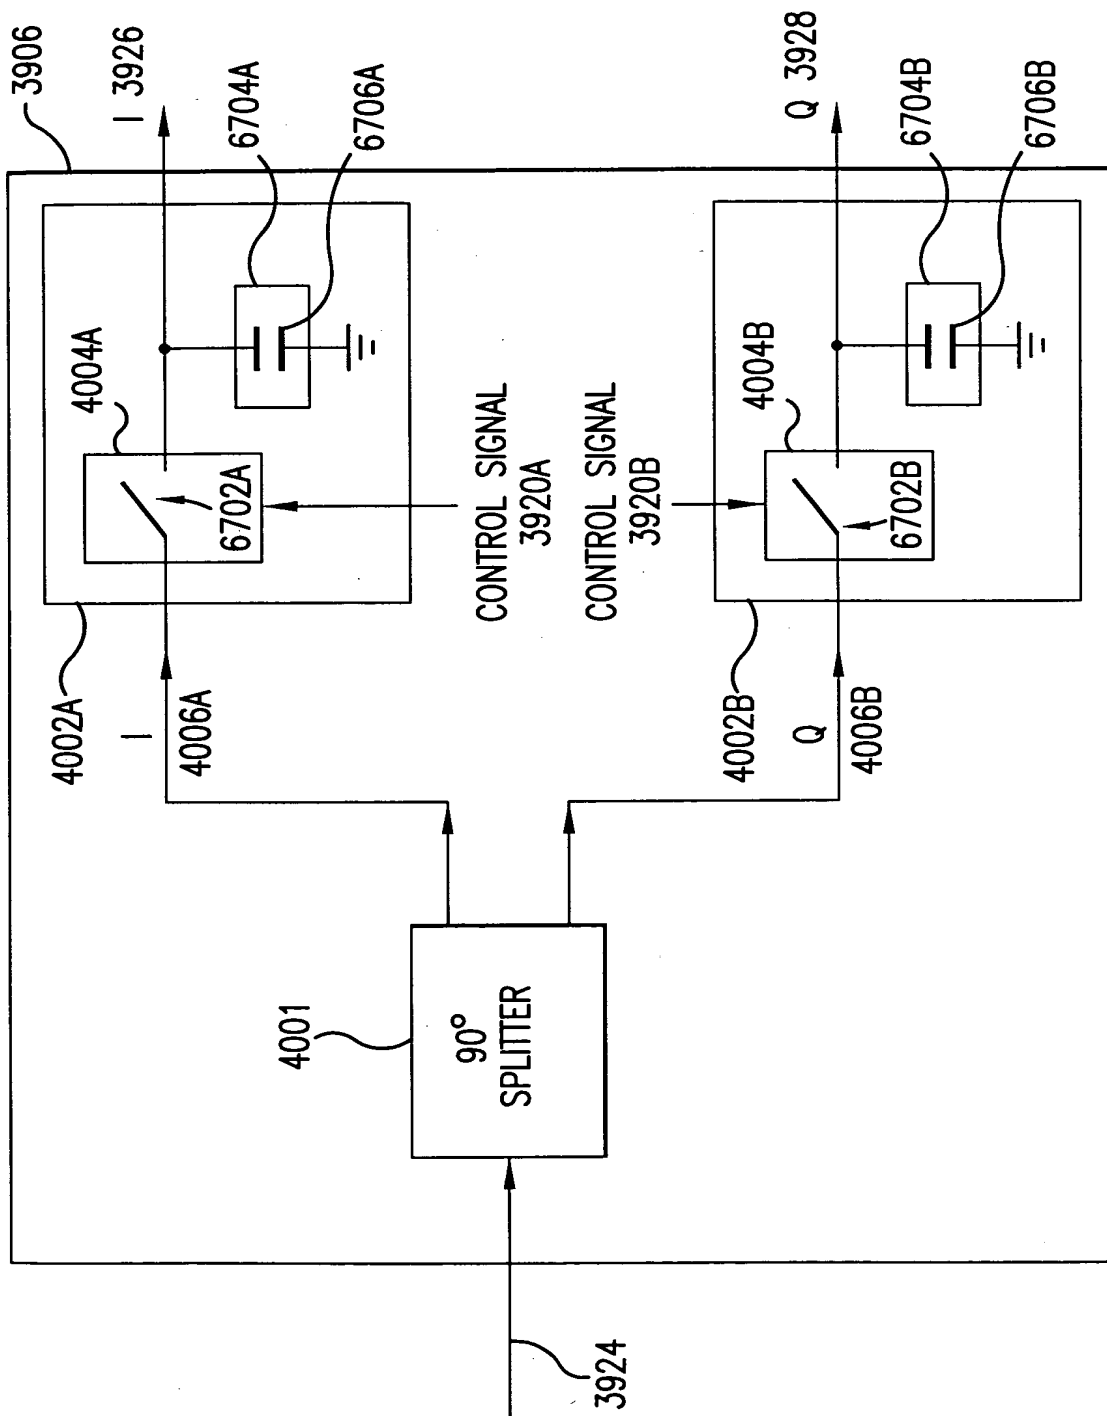 3906
I 3926
6704A
6706A
4004A
6702A
4002A
I
4006A
CONTROL SIGNAL
3920A
CONTROL SIGNAL
3920B
Q 3928
6704B
6706B
4004B
6702B
4002B
Q
4006B
4001
90°
SPLITTER
3924